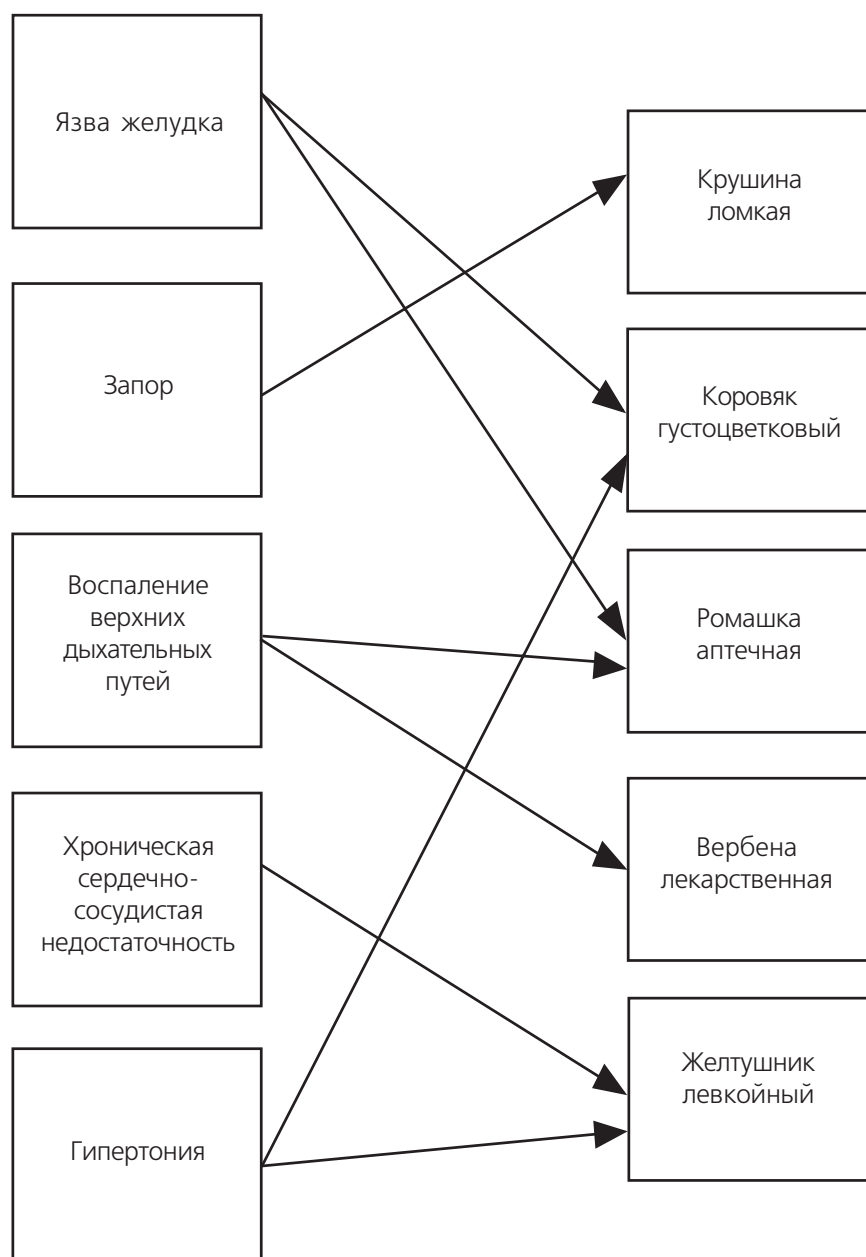 Язва желудка
Запор
Воспаление
верхних
дыхательных
путей
Хроническая
сердечно-
сосудистая
недостаточность
Гипертония
Крушина
ломкая
Коровяк
густоцветковый
Ромашка
аптечная
Вербена
лекарственная
Желтушник
левкойный